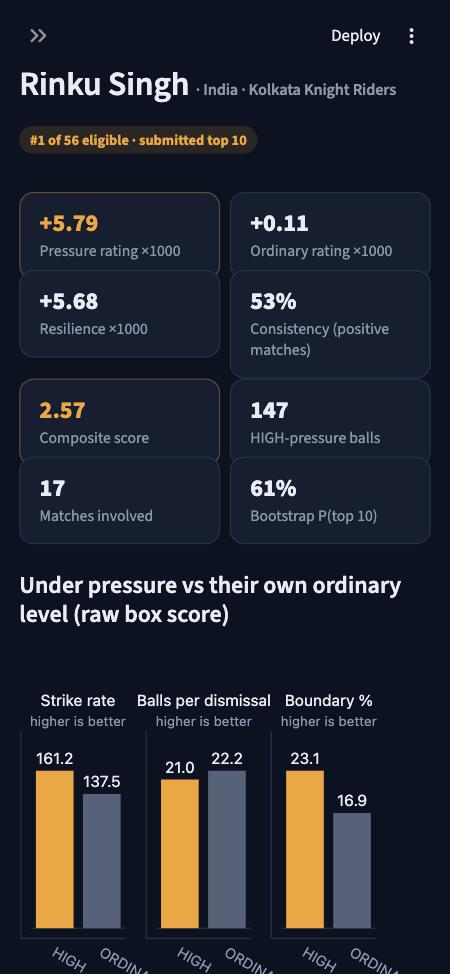 Deploy
Rinku Singh · India · Kolkata Knight Riders
#1 of 56 eligible · submitted top 10
+5.79
Pressure rating ×1000
+0.11
Ordinary rating ×1000
+5.68
Resilience ×1000
53%
Consistency (positive
matches)
2.57
Composite score
147
HIGH-pressure balls
17
Matches involved
61%
Bootstrap P(top 10)
Under pressure vs their own ordinary
level (raw box score)
Strike rate
higher is better
161.2
137.5
HIGH
ORDINA
Balls per dismissal
higher is better
21.0
22.2
HIGH
ORDINA
Boundary %
higher is better
23.1
16.9
HIGH
ORDINA